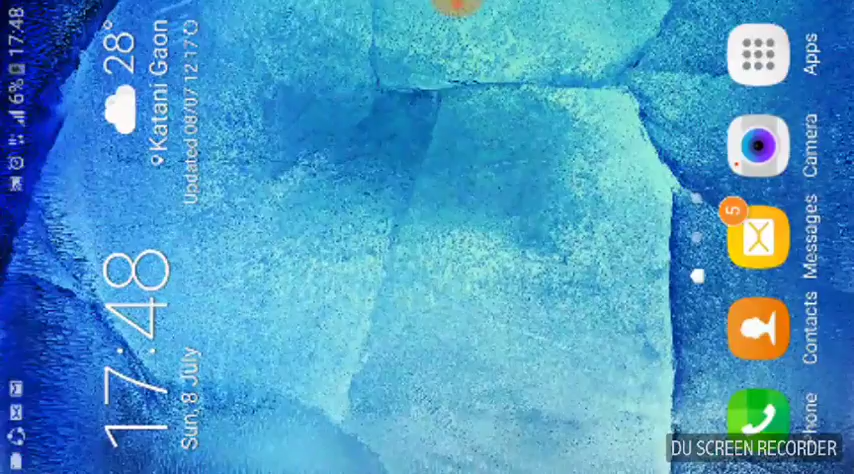 6% 17:48
17:48
Sun, 8 July
28°
Katani Gaon
Updated 08/07 12:17
5
Phone
Contacts
Messages
Camera
Apps
DU SCREEN RECORDER